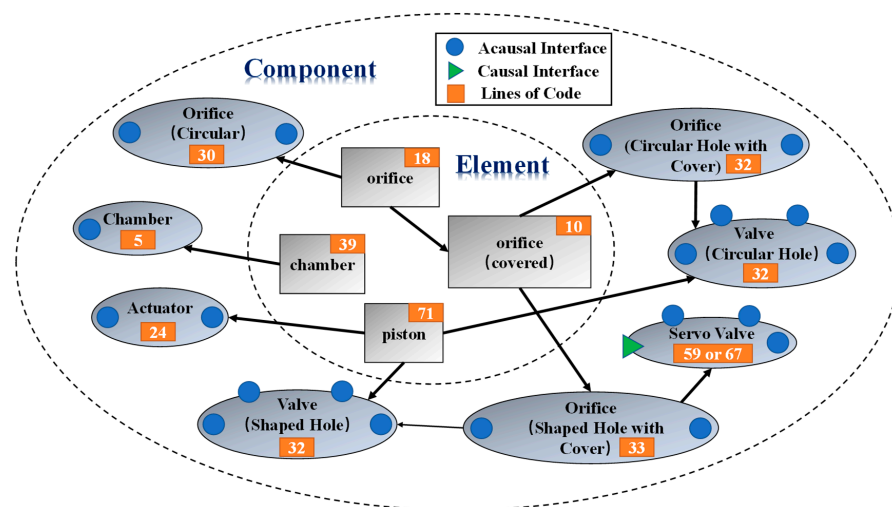 Component
Acausal Interface
Causal Interface
Lines of Code
Orifice
(Circular)
30
18
orifice
Element
Orifice
(Circular Hole with
Cover) 32
Chamber
5
39
chamber
10
orifice
(covered)
Valve
(Circular Hole)
32
Actuator
24
71
piston
Servo Valve
59 or 67
Valve
(Shaped Hole)
32
Orifice
(Shaped Hole with
Cover) 33